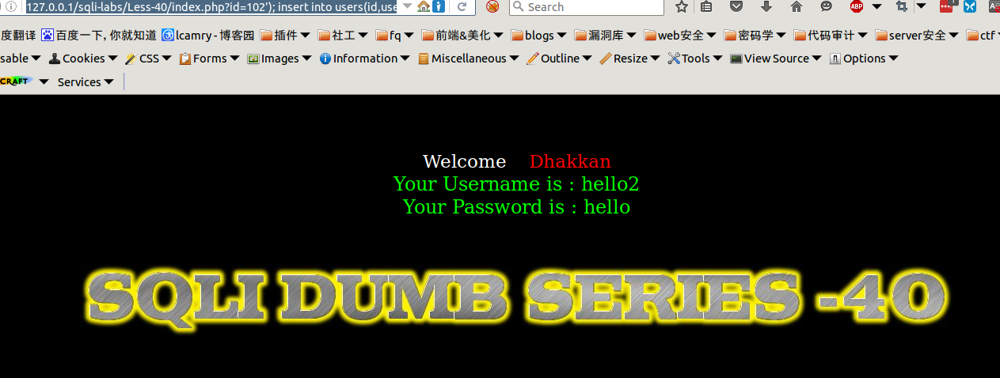 127.0.0.1/sqli-labs/Less-40/index.php?id=102'); insert into users(id,use Search ABP
度翻译 百度一下,你就知道 lcamry - 博客园 插件 社工 fq 前端&美化 blogs 漏洞库 web安全 密码学 代码审计 server安全 ctf
sable Cookies CSS Forms Images Information Miscellaneous Outline Resize Tools View Source Options
CRAFT Services
Welcome Dhakkan
Your Username is : hello2
Your Password is : hello
SQLI DUMB SERIES -40